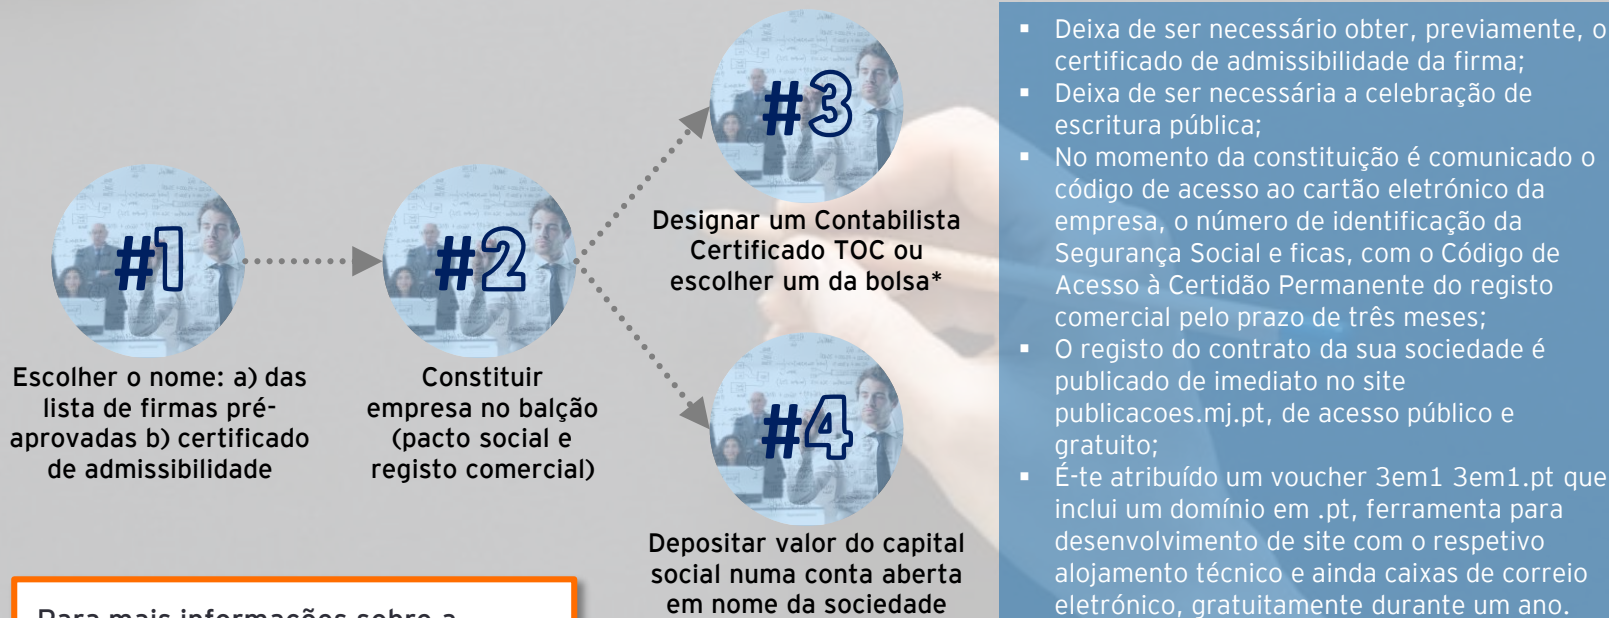 #1
Escolher o nome: a) das
lista de firmas pré-
aprovadas b) certificado
de admissibilidade
#2
Constituir
empresa no balção
(pacto social e
registo comercial)
#3
Designar um Contabilista
Certificado TOC ou
escolher um da bolsa*
#4
Depositar valor do capital
social numa conta aberta
em nome da sociedade
Para mais informações sobre a
▪ Deixa de ser necessário obter, previamente, o
certificado de admissibilidade da firma;
▪ Deixa de ser necessária a celebração de
escritura pública;
▪ No momento da constituição é comunicado o
código de acesso ao cartão eletrónico da
empresa, o número de identificação da
Segurança Social e ficas, com o Código de
Acesso à Certidão Permanente do registo
comercial pelo prazo de três meses;
▪ O registo do contrato da sua sociedade é
publicado de imediato no site
publicacoes.mj.pt, de acesso público e
gratuito;
▪ É-te atribuído um voucher 3em1 3em1.pt que
inclui um domínio em .pt, ferramenta para
desenvolvimento de site com o respetivo
alojamento técnico e ainda caixas de correio
eletrónico, gratuitamente durante um ano.